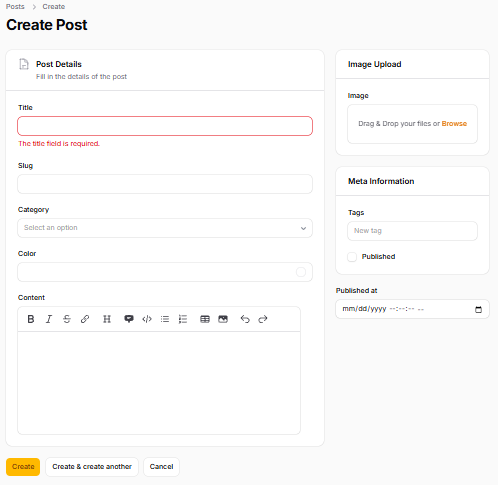 Posts > Create
Create Post
Post Details
Fill in the details of the post
Title
The title field is required.
Slug
Category
Select an option
Color
Content
Create
Create & create another
Cancel
Image Upload
Image
Drag & Drop your files or Browse
Meta Information
Tags
New tag
Published
Published at
mm/dd/yyyy --:--:-- --